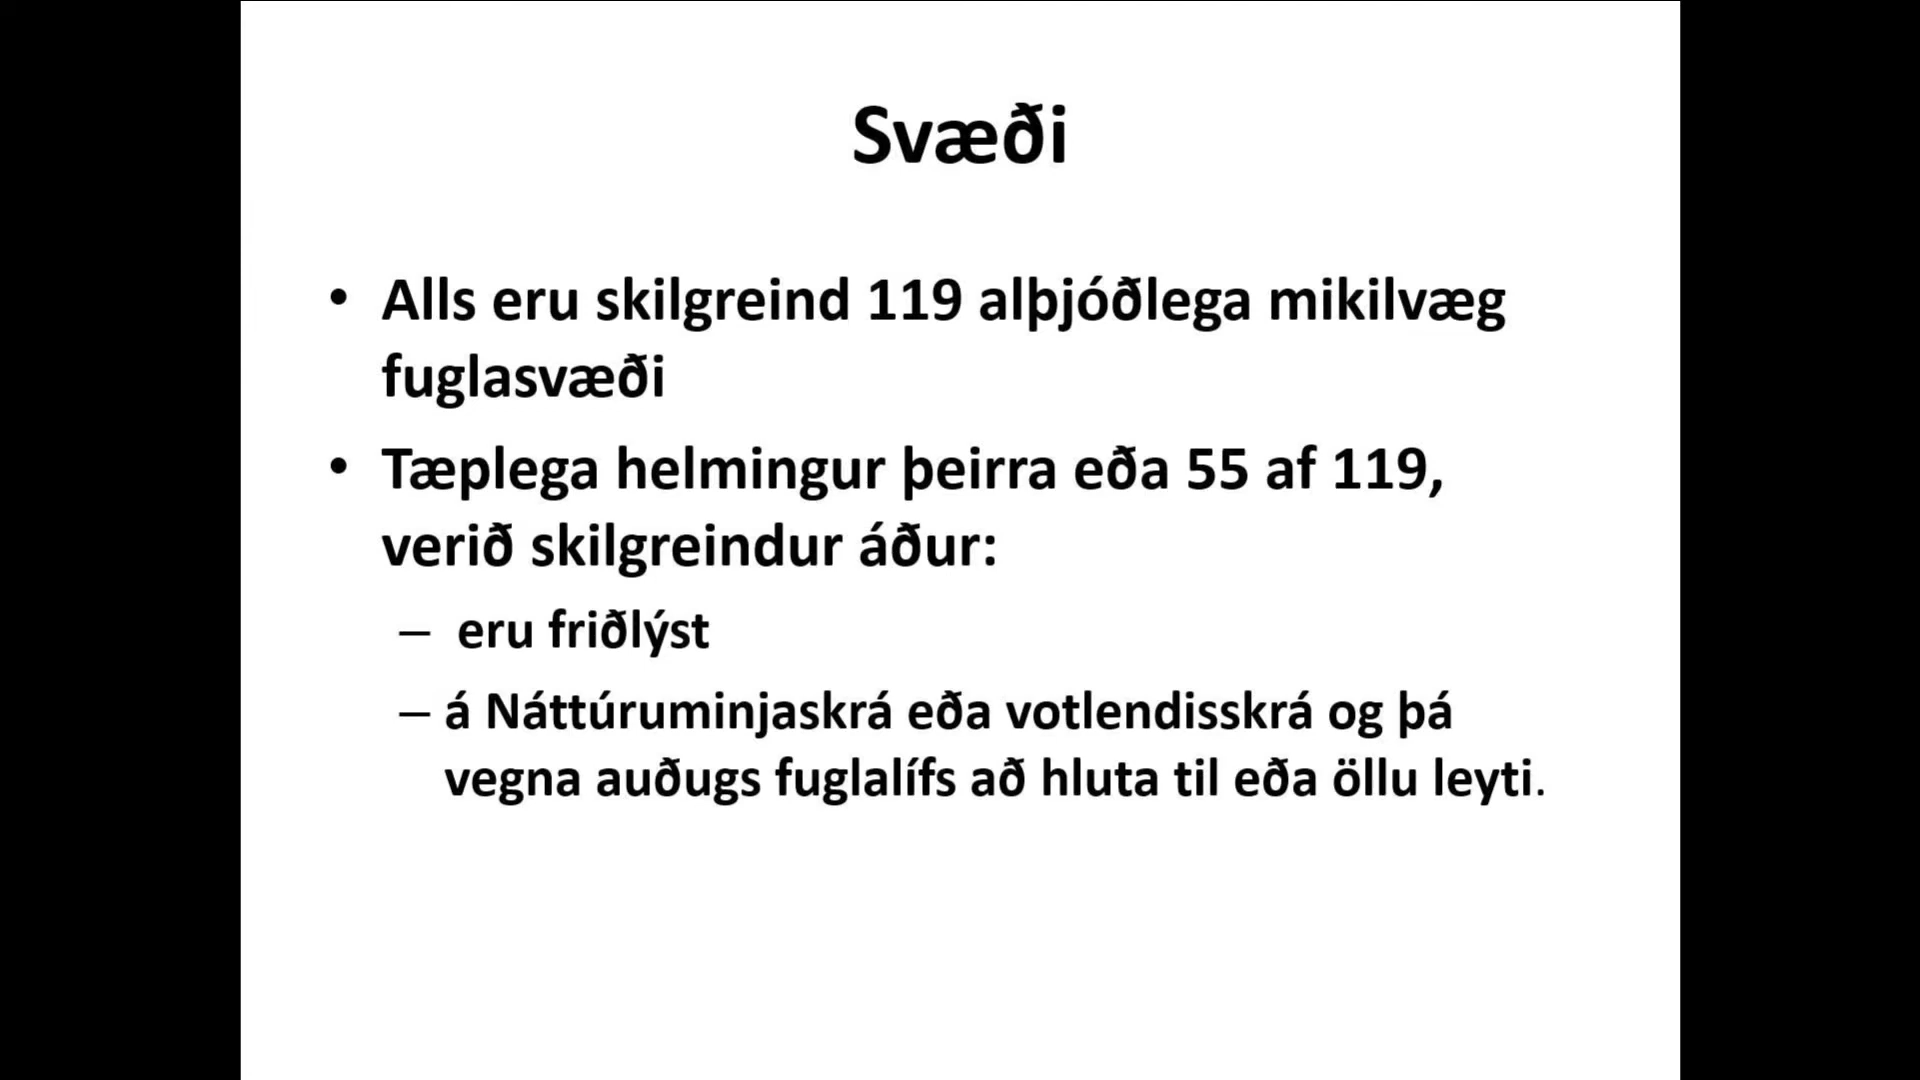 Svæði
• Alls eru skilgreind 119 alþjóðlega mikilvæg
fuglasvæði
• Tæplega helmingur þeirra eða 55 af 119,
verið skilgreindur áður:
– eru friðlýst
– á Náttúruminjaskrá eða votlendisskrá og þá
vegna auðugs fuglalífs að hluta til eða öllu leyti.